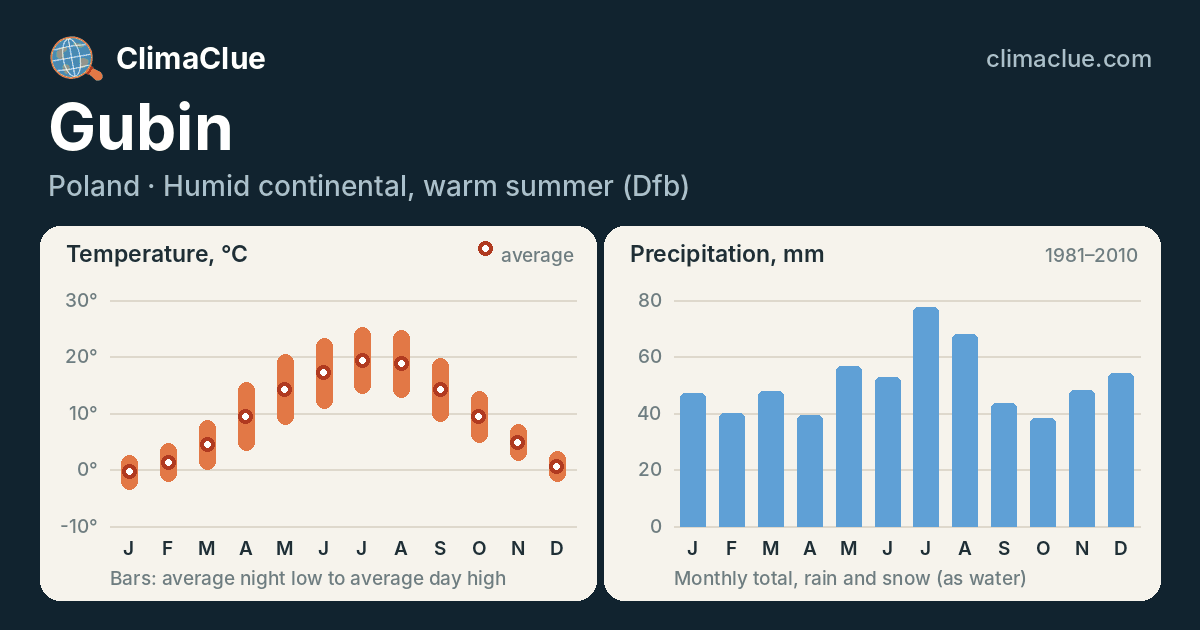 ClimaClue
climaclue.com
Gubin
Poland · Humid continental, warm summer (Dfb)
Temperature, °C
average
30°
20°
10°
0°
-10°
J F M A M J J A S O N D
Bars: average night low to average day high
Precipitation, mm
1981–2010
80
60
40
20
0
J F M A M J J A S O N D
Monthly total, rain and snow (as water)